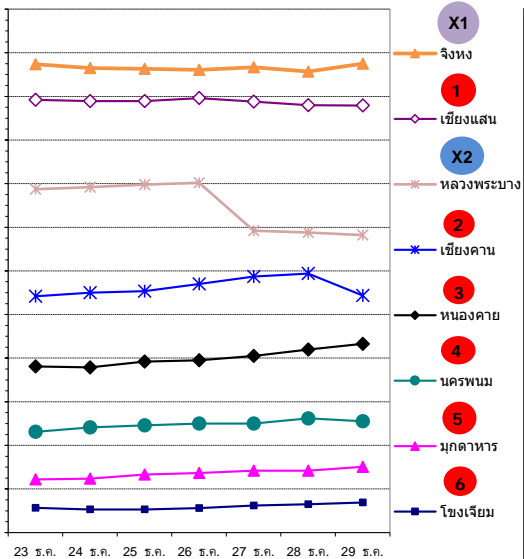 X1
จิงหง
1
เชียงแสน
X2
หลวงพระบาง
2
เชียงคาน
3
หนองคาย
4
นครพนม
5
มุกดาหาร
6
โขงเจียม
23 ธ.ค. 24 ธ.ค. 25 ธ.ค. 26 ธ.ค. 27 ธ.ค. 28 ธ.ค. 29 ธ.ค.